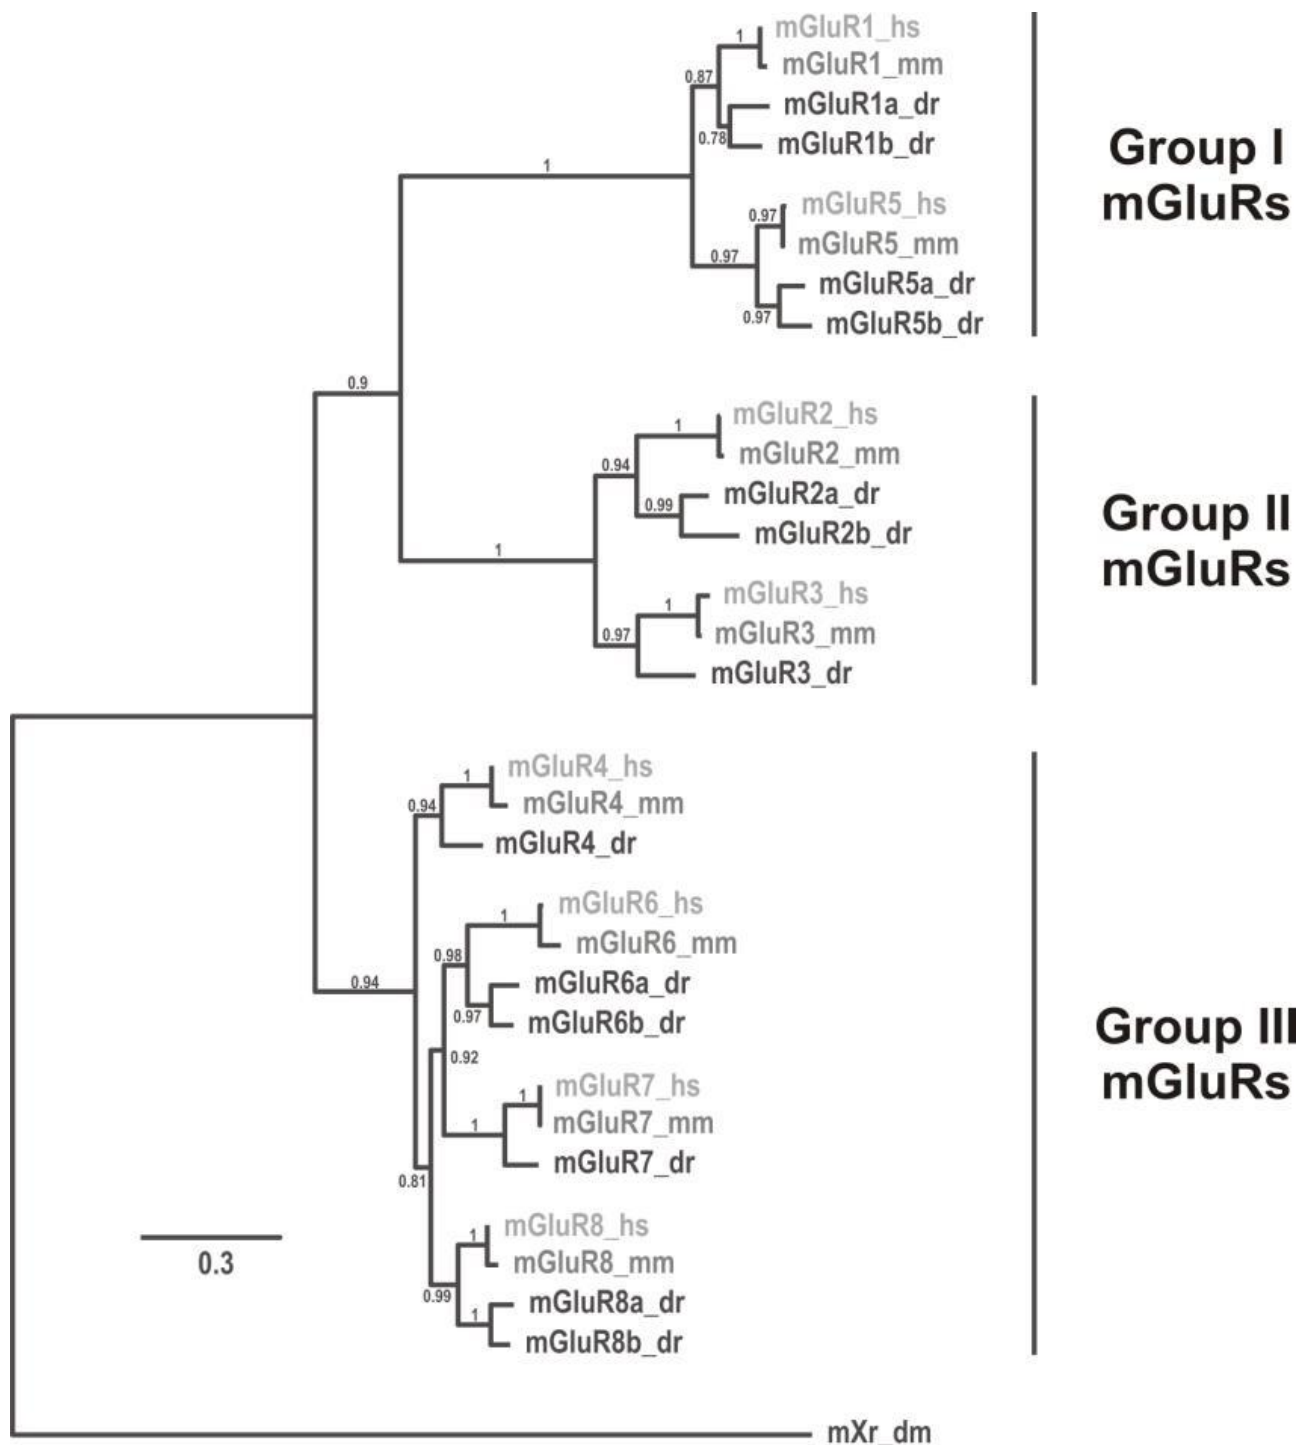 mGluR1_hs
1
mGluR1_mm
0.87
mGluR1a_dr
0.78
mGluR1b_dr
Group I
mGluRs
1
mGluR5_hs
0.97
mGluR5_mm
0.97
mGluR5a_dr
0.97
mGluR5b_dr
0.9
mGluR2_hs
1
mGluR2_mm
0.94
mGluR2a_dr
0.99
mGluR2b_dr
Group II
mGluRs
1
mGluR3_hs
1
mGluR3_mm
0.97
mGluR3_dr
mGluR4_hs
1
mGluR4_mm
0.94
mGluR4_dr
mGluR6_hs
1
mGluR6_mm
0.98
mGluR6a_dr
0.94
0.97
mGluR6b_dr
Group III
mGluRs
0.92
mGluR7_hs
1
mGluR7_mm
1
mGluR7_dr
0.81
mGluR8_hs
1
mGluR8_mm
0.3
0.99
mGluR8a_dr
1
mGluR8b_dr
mXr_dm